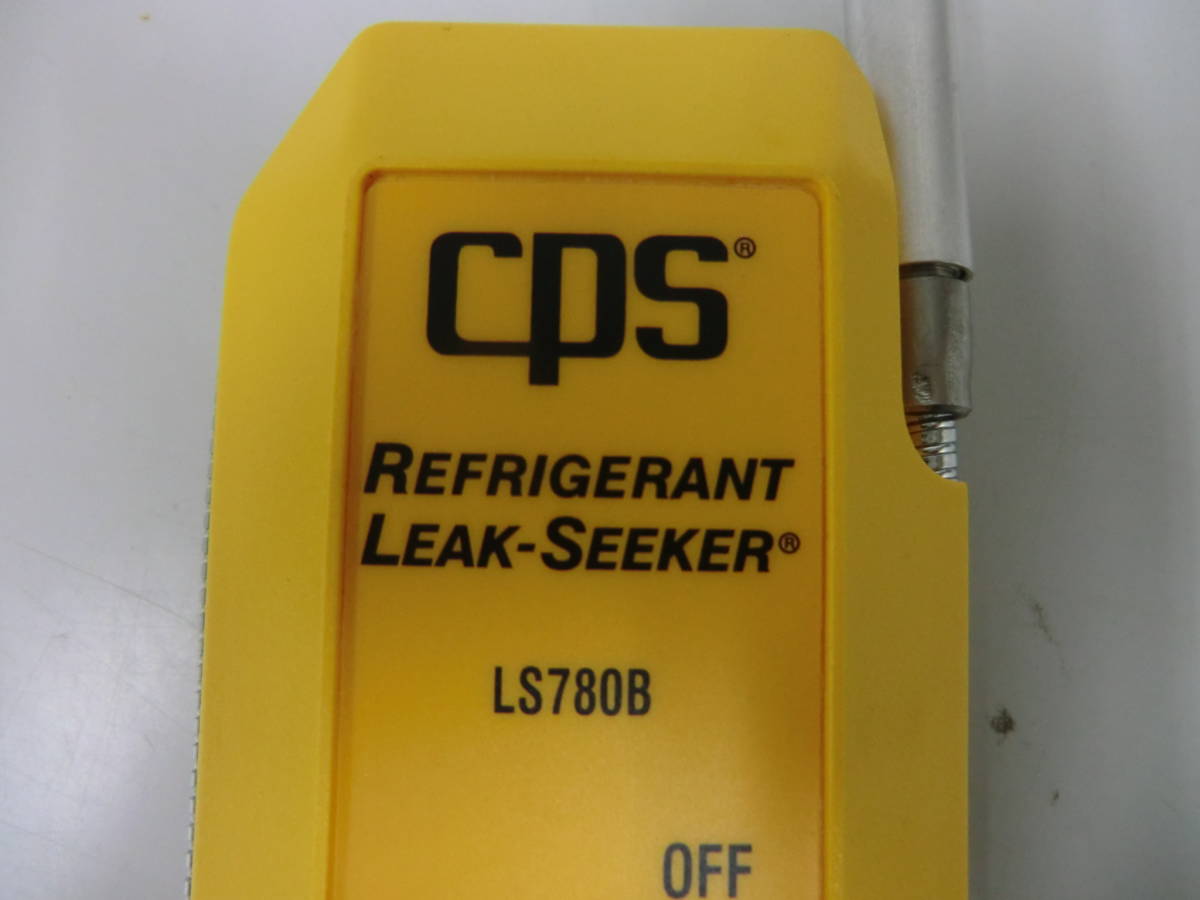 CPS®
REFRIGERANT
LEAK-SEEKER®
LS780B
OFF